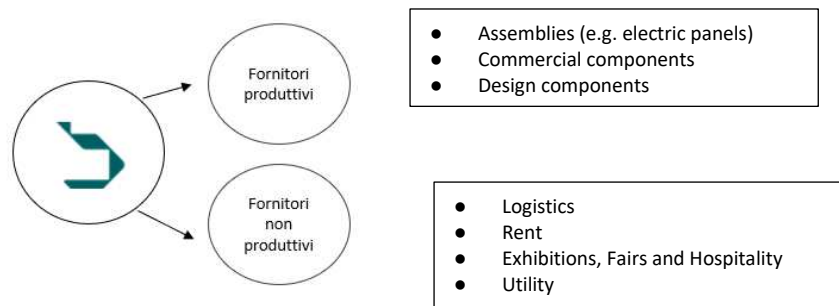 Fornitori
produttivi
● Assemblies (e.g. electric panels)
● Commercial components
● Design components
Fornitori
non
produttivi
● Logistics
● Rent
● Exhibitions, Fairs and Hospitality
● Utility